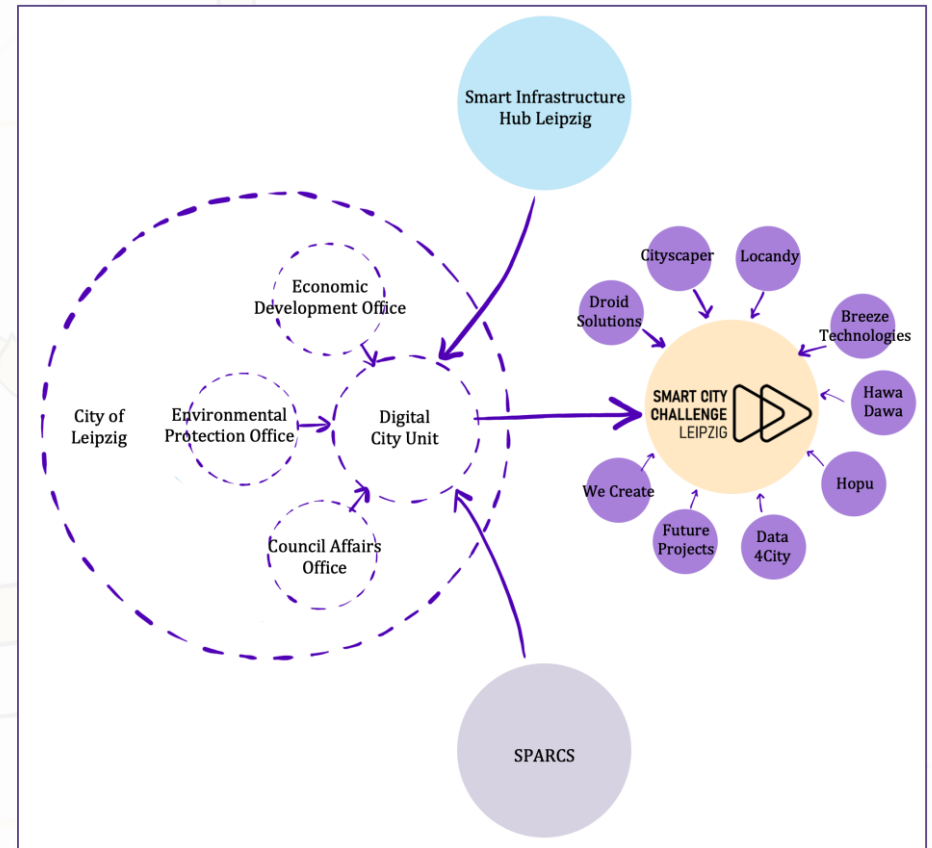 Smart Infrastructure
Hub Leipzig
Economic
Development Office
City of
Leipzig
Environmental
Protection Office
Digital
City Unit
Council Affairs
Office
SPARCS
Cityscaper
Locandy
Droid
Solutions
Breeze
Technologies
SMART CITY
CHALLENGE
LEIPZIG
Hawa
Dawa
We Create
Hopu
Future
Projects
Data
4City